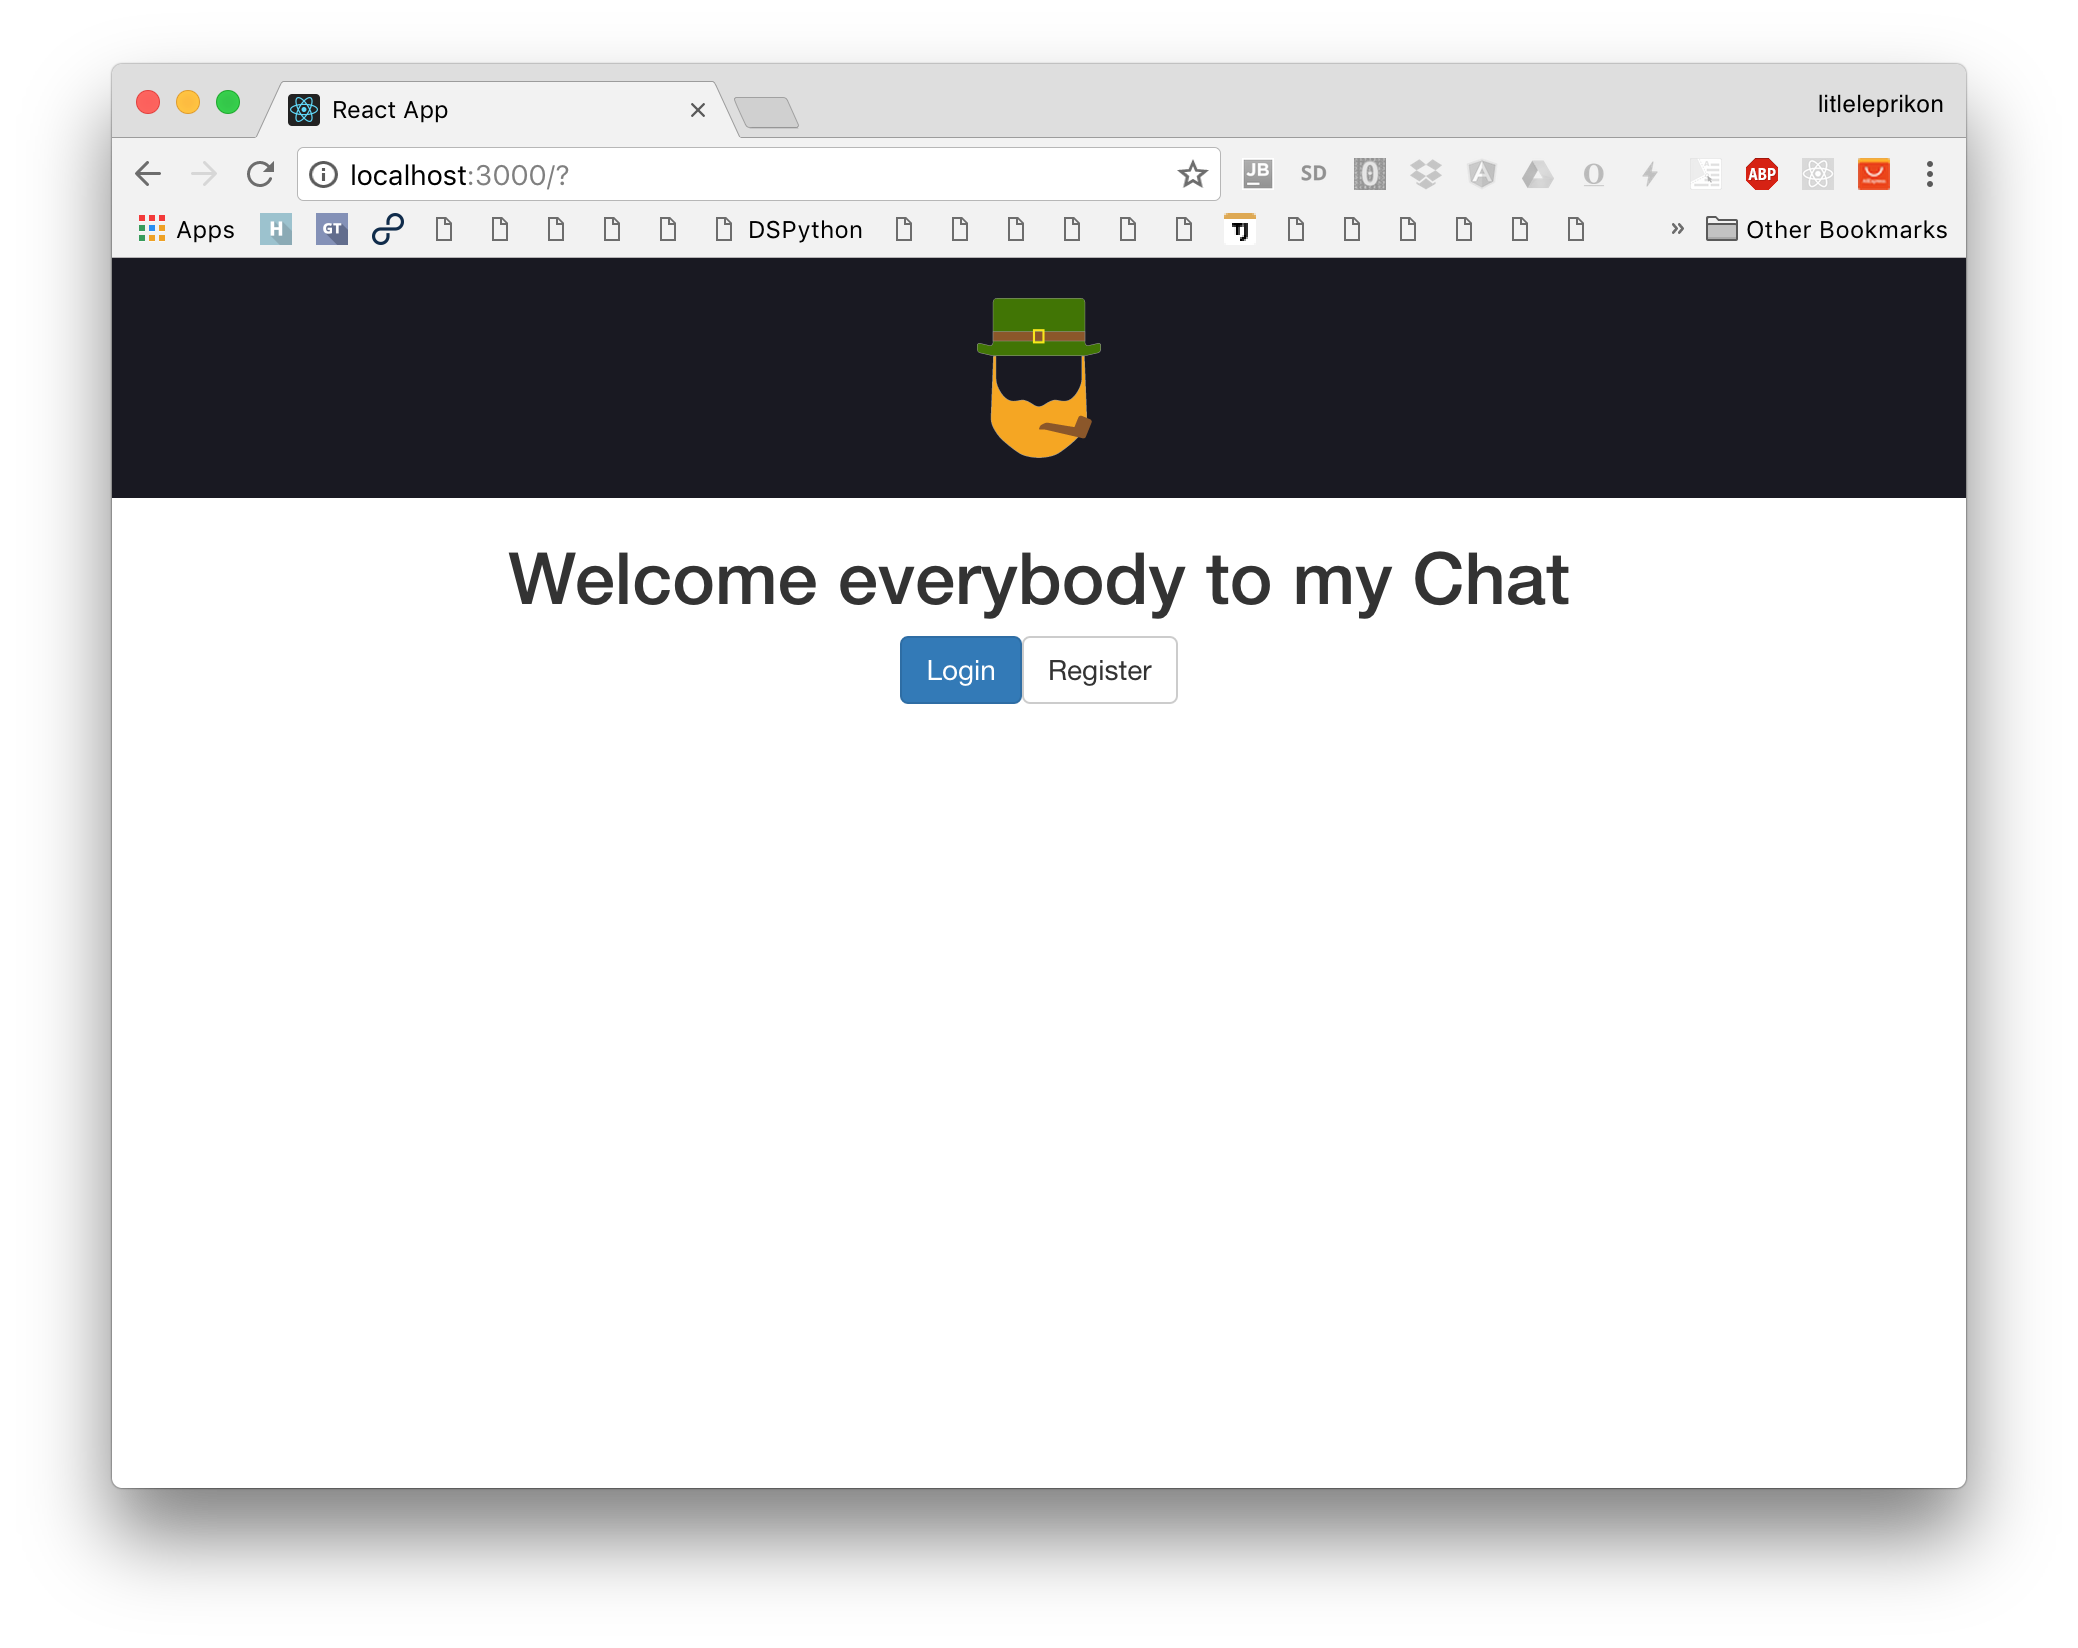 React App
litleleprikon
localhost:3000/?
JB
SD
0
A
O
ABP
Apps
H
GT
DSPython
TJ
»
Other Bookmarks
Welcome everybody to my Chat
Login
Register